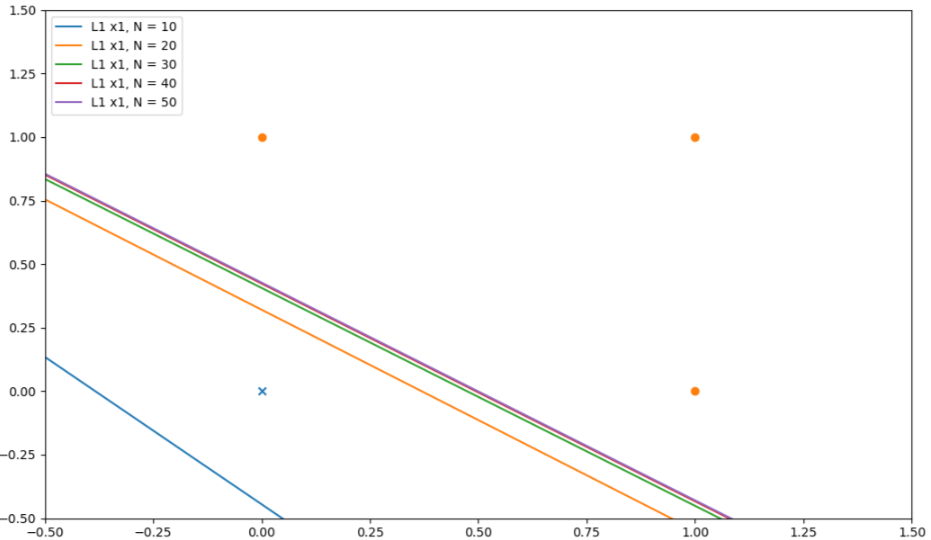 1.50
1.25
1.00
0.75
0.50
0.25
0.00
−0.25
−0.50
L1 x1, N = 10
L1 x1, N = 20
L1 x1, N = 30
L1 x1, N = 40
L1 x1, N = 50
−0.50 −0.25 0.00 0.25 0.50 0.75 1.00 1.25 1.50